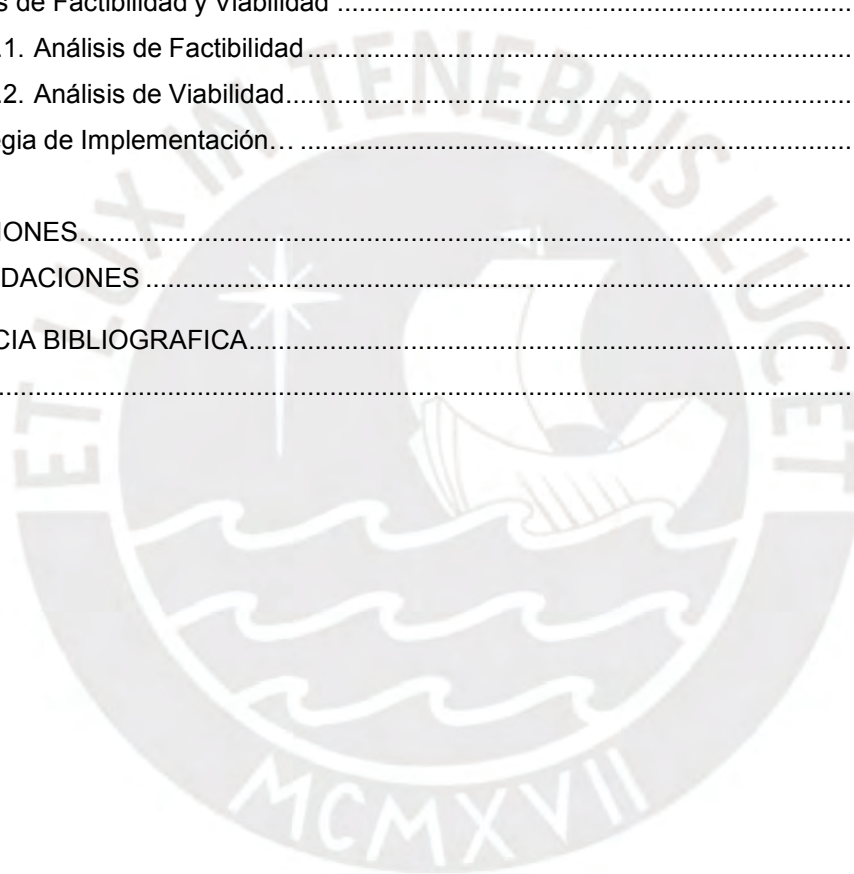 s de Factibilidad y Viabilidad ........................................................................
.1. Análisis de Factibilidad..............................................................................
.2. Análisis de Viabilidad................................................................................
egia de Implementación… ..............................................................................
IONES................................................................................................................
DACIONES .......................................................................................................
CIA BIBLIOGRAFICA.........................................................................................
...........................................................................................................................
ET LUX IN TENEBRIS LUCET
MCMXVII